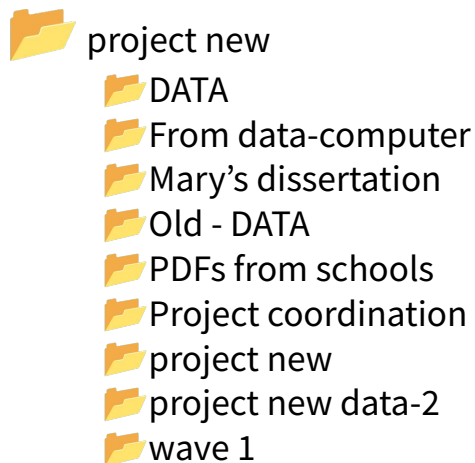 project new
DATA
From data-computer
Mary’s dissertation
Old - DATA
PDFs from schools
Project coordination
project new
project new data-2
wave 1